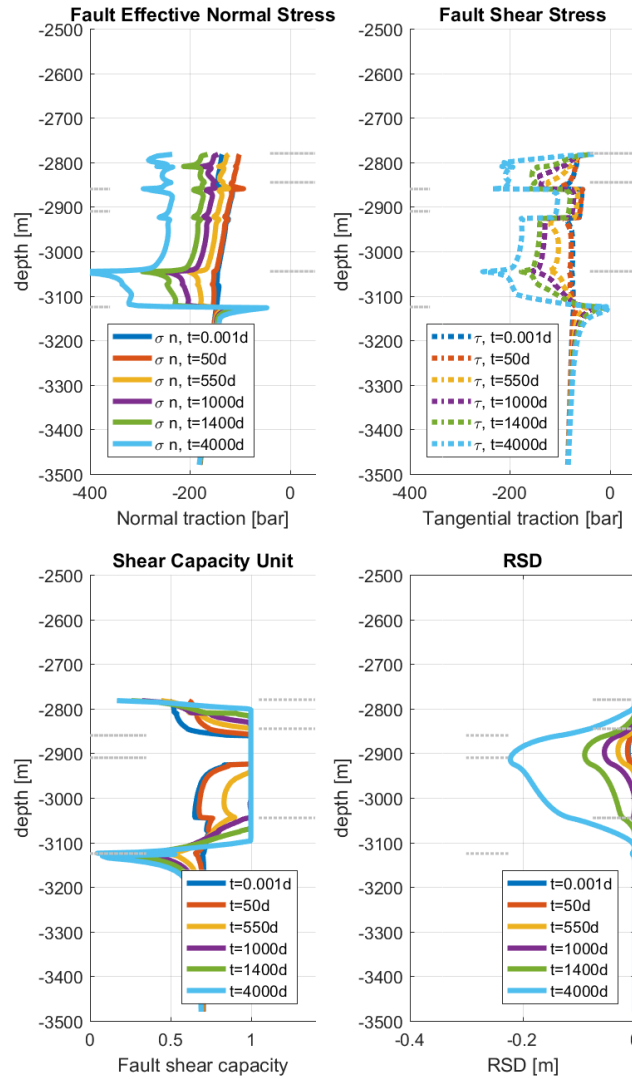 Fault Effective Normal Stress
-2500
-2600
-2700
-2800
-2900
-3000
-3100
-3200
-3300
-3400
-3500
depth [m]
σ n, t=0.001d
σ n, t=50d
σ n, t=550d
σ n, t=1000d
σ n, t=1400d
σ n, t=4000d
-400
-200
0
Normal traction [bar]
Fault Shear Stress
-2500
-2600
-2700
-2800
-2900
-3000
-3100
-3200
-3300
-3400
-3500
depth [m]
τ, t=0.001d
τ, t=50d
τ, t=550d
τ, t=1000d
τ, t=1400d
τ, t=4000d
-400
-200
0
Tangential traction [bar]
Shear Capacity Unit
-2500
-2600
-2700
-2800
-2900
-3000
-3100
-3200
-3300
-3400
-3500
depth [m]
t=0.001d
t=50d
t=550d
t=1000d
t=1400d
t=4000d
0
0.5
1
Fault shear capacity
RSD
-2500
-2600
-2700
-2800
-2900
-3000
-3100
-3200
-3300
-3400
-3500
depth [m]
t=0.001d
t=50d
t=550d
t=1000d
t=1400d
t=4000d
-0.4
-0.2
RSD [m]